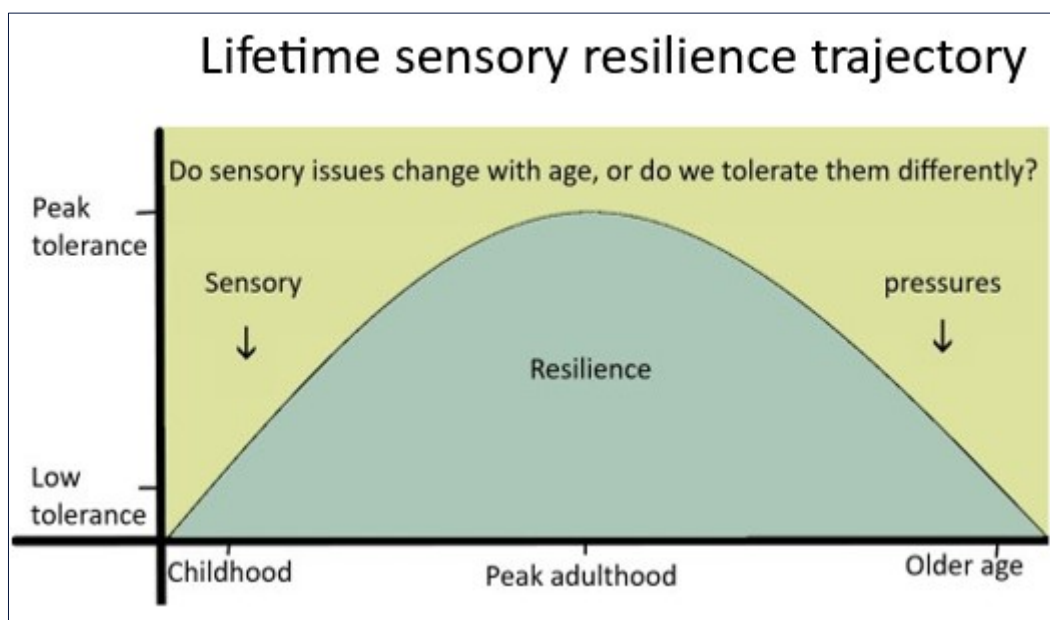 Lifetime sensory resilience trajectory
Do sensory issues change with age, or do we tolerate them differently?
Peak
tolerance
Sensory
pressures
↓
↓
Resilience
Low
tolerance
Childhood
Peak adulthood
Older age